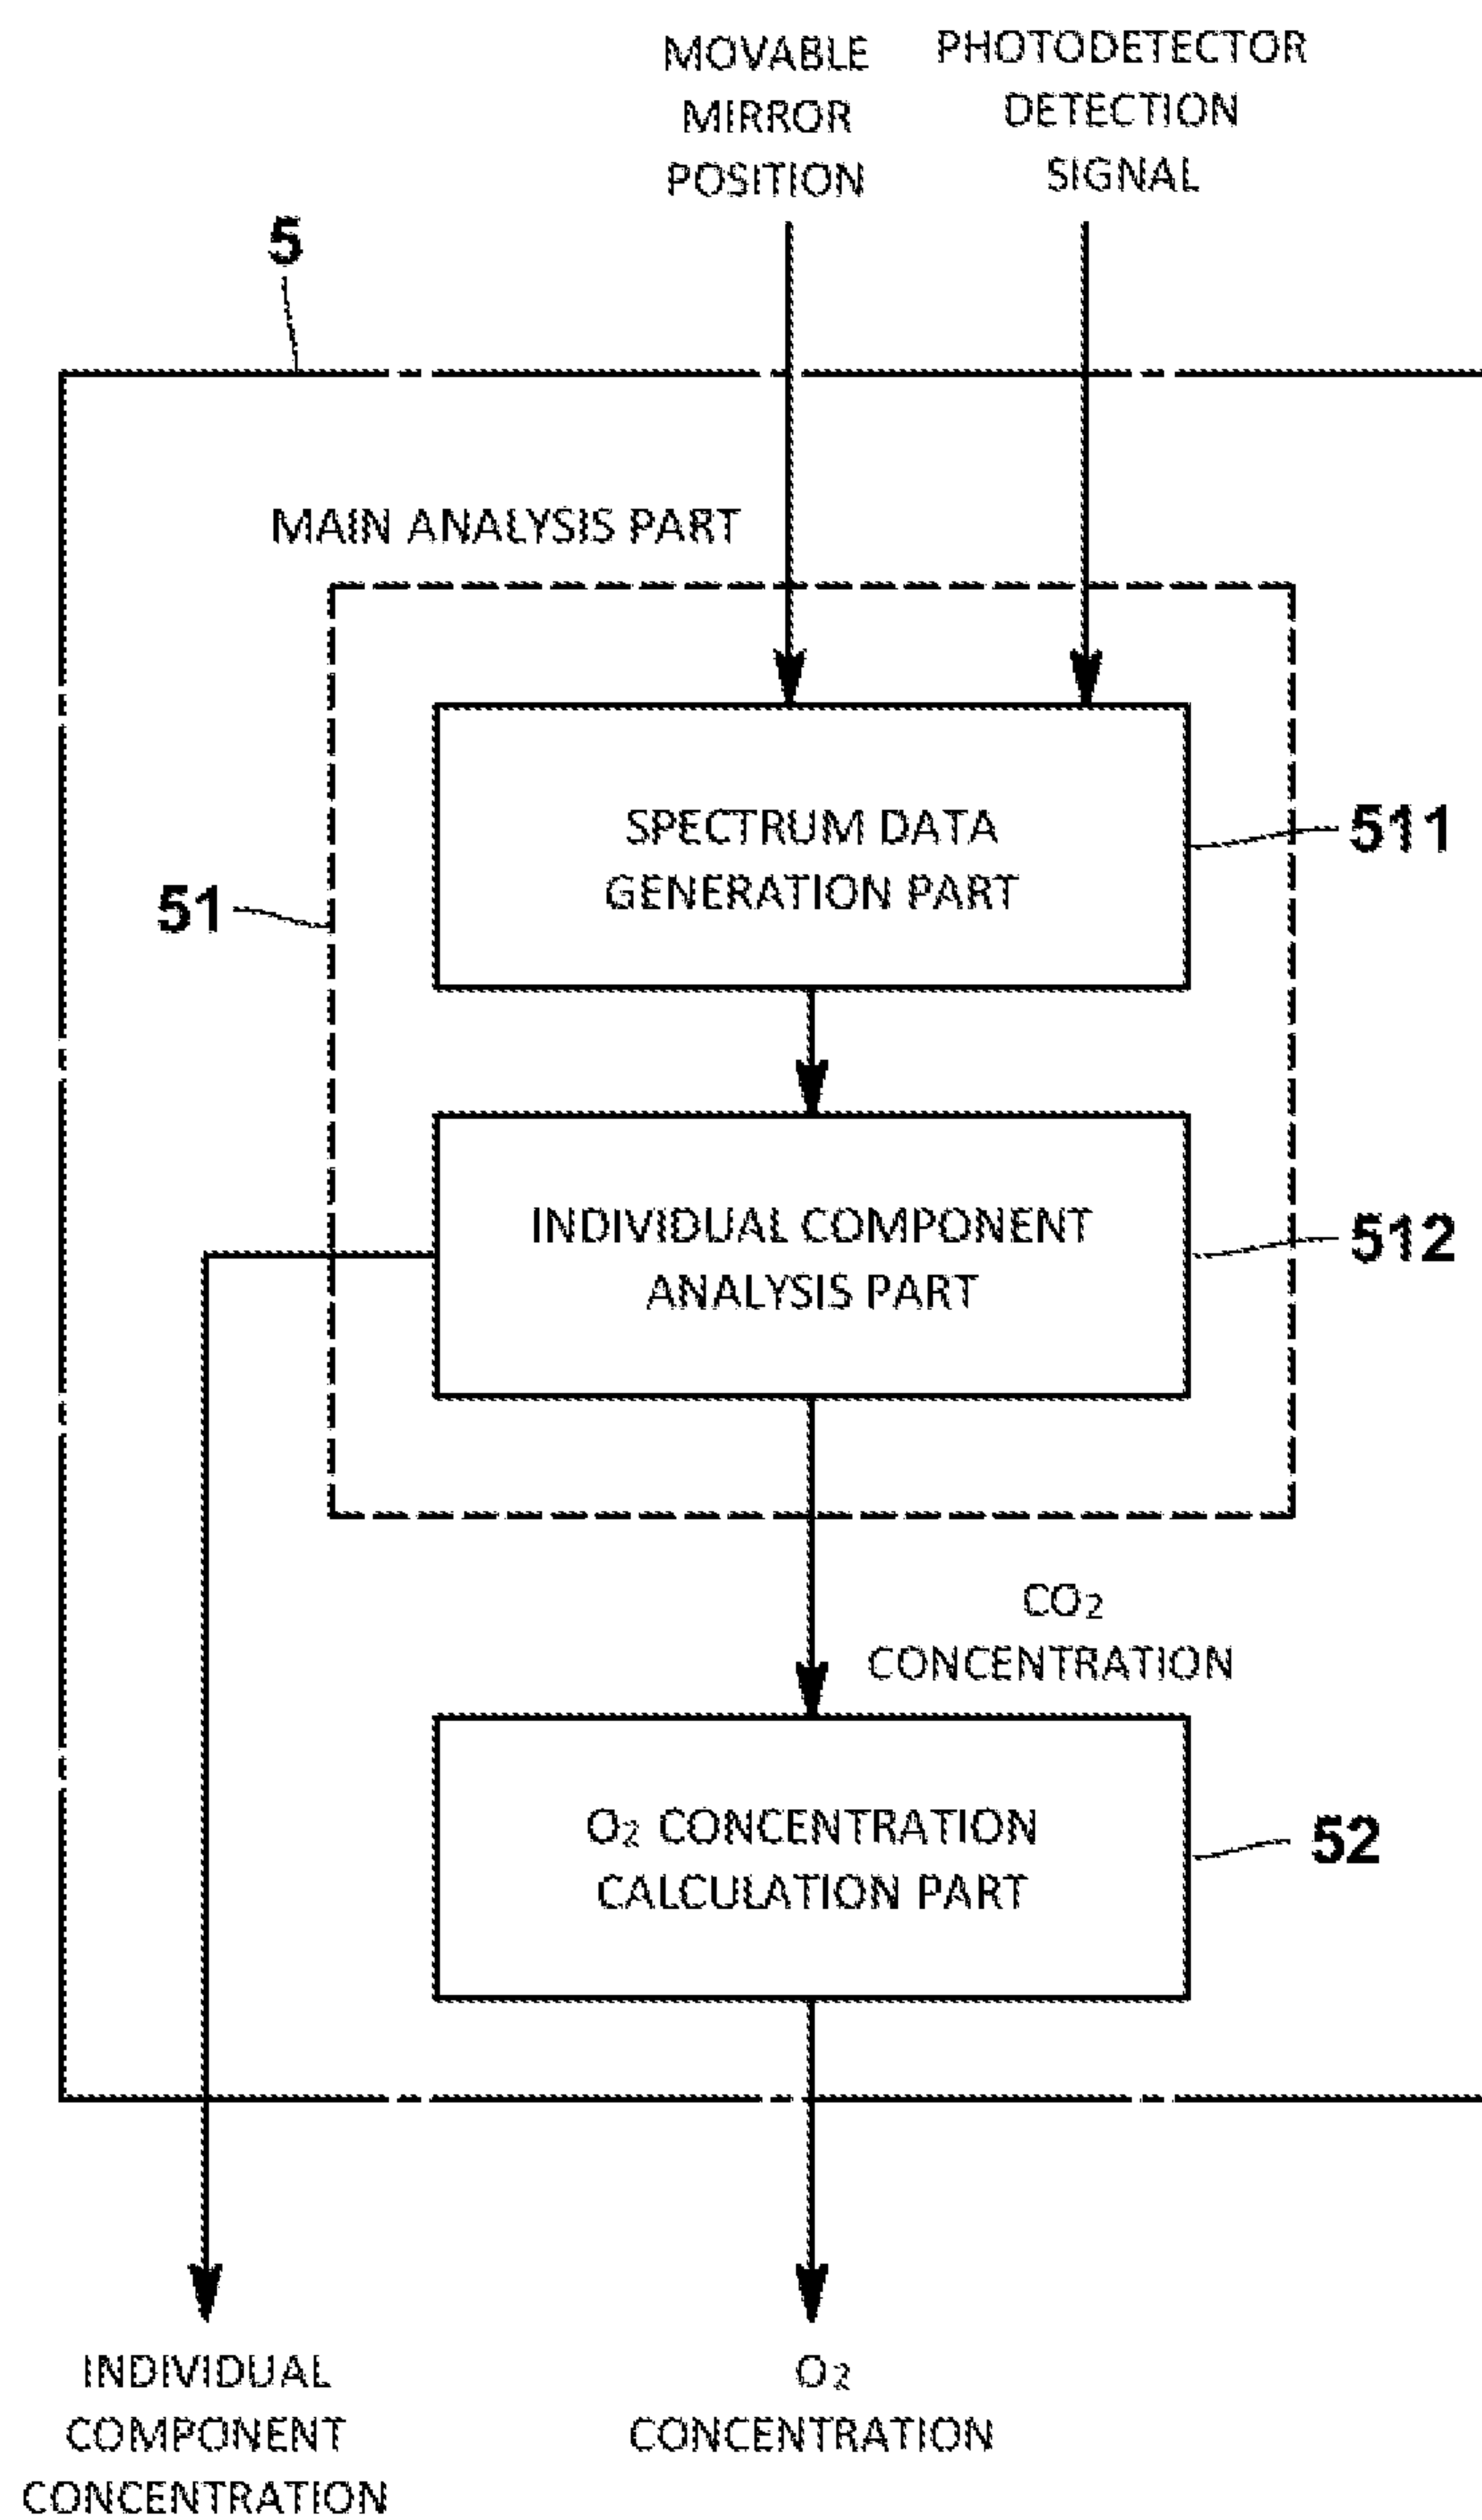 MOVABLE
MIRROR
POSITION
PHOTODETECTOR
DETECTION
SIGNAL
5
MAIN ANALYSIS PART
SPECTRUM DATA
GENERATION PART
511
51
INDIVIDUAL COMPONENT
ANALYSIS PART
512
CO₂
CONCENTRATION
O₂ CONCENTRATION
CALCULATION PART
52
INDIVIDUAL
COMPONENT
CONCENTRATION
O₂
CONCENTRATION